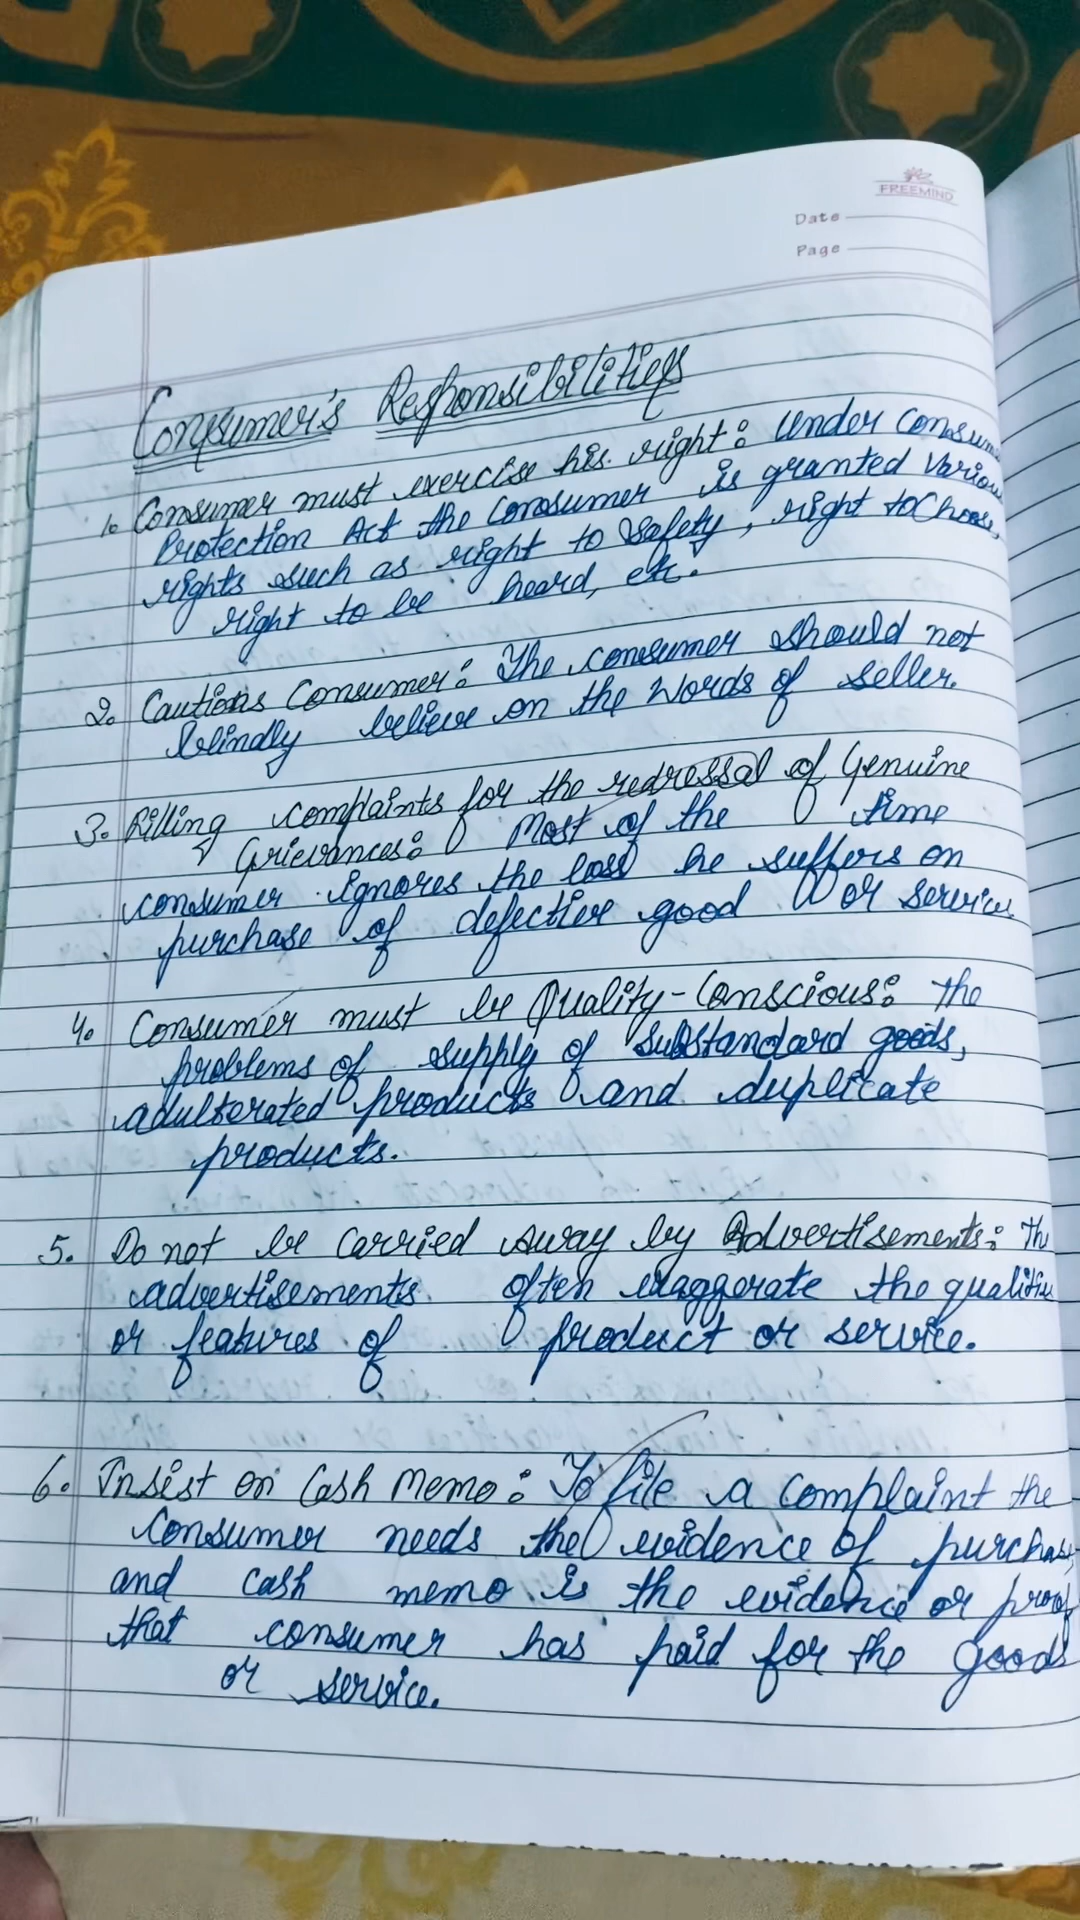 FREEMIND
Date
Page
Consumer's Responsibilities
1. Consumer must exercise his right: Under Consum
Protection Act the consumer is granted Variou
rights such as right to Safety, right to Choose,
right to be heard, etc.
2. Cautions Consumer: The consumer should not
blindly believe on the words of seller.
3. Filling complaints for the redressal of Genuine
Grievances: Most of the time
consumer ignores the loss he suffers on
purchase of defective good or service
4. Consumer must be Quality-Conscious: The
problems of supply of substandard goods,
adulterated products and duplicate
products.
5. Do not be carried away by Advertisements: Th
advertisements often exaggerate the qualities
or features of product or service.
6. Insist on Cash Memo: To file a complaint the
consumer needs the evidence of purchase,
and cash memo is the evidence or proof
that consumer has paid for the goods
or service.